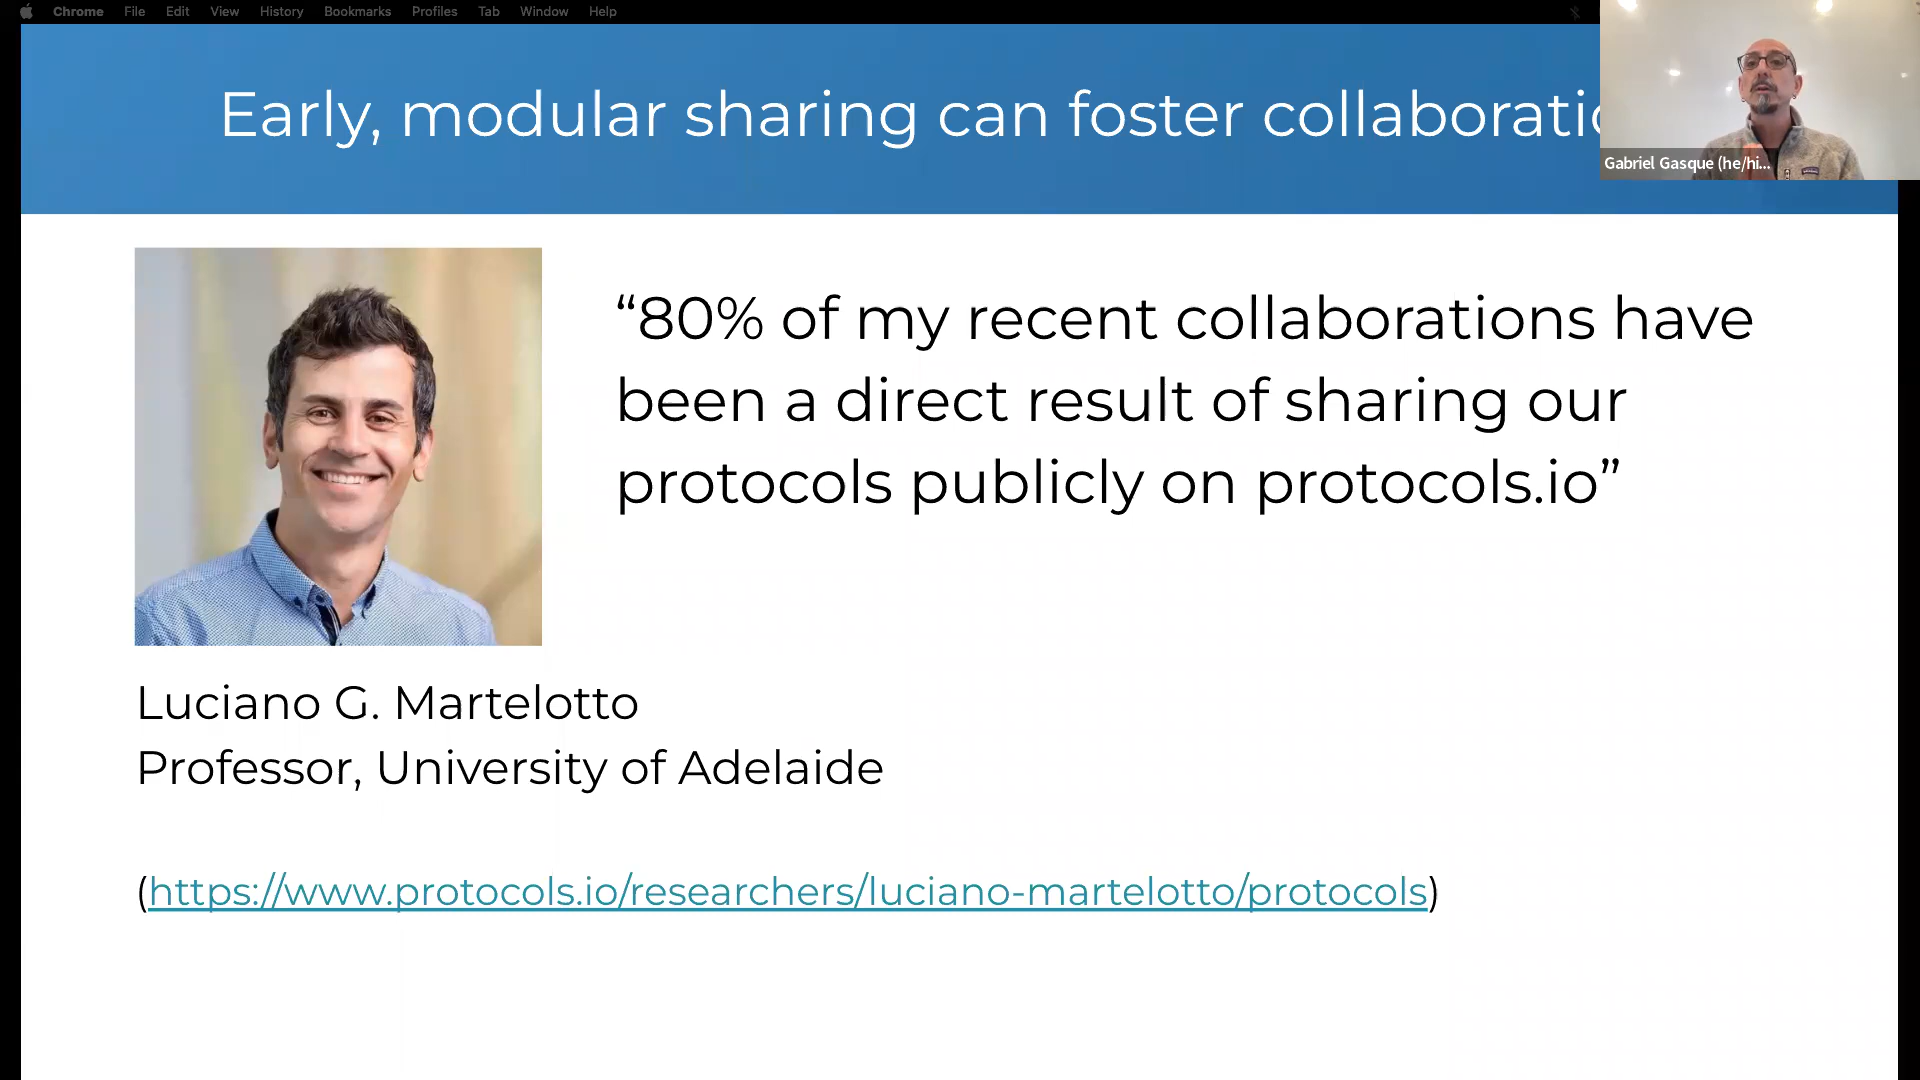 Chrome File Edit View History Bookmarks Profiles Tab Window Help
Early, modular sharing can foster collaboratio
Gabriel Gasque (he/hi...
“80% of my recent collaborations have
been a direct result of sharing our
protocols publicly on protocols.io”
Luciano G. Martelotto
Professor, University of Adelaide
(https://www.protocols.io/researchers/luciano-martelotto/protocols)